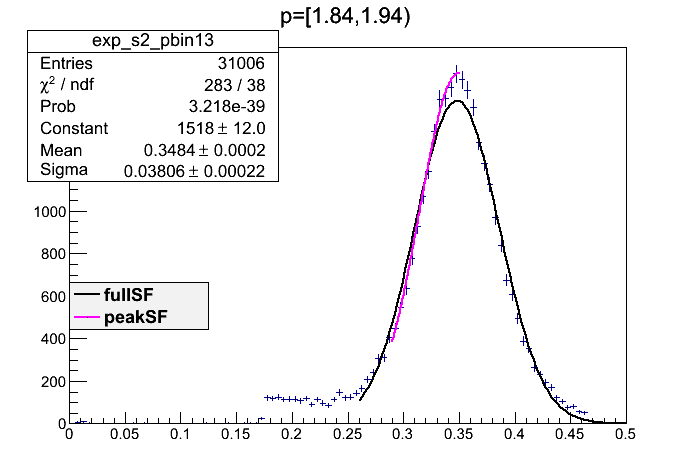 p=[1.84,1.94)
exp_s2_pbin13
Entries 31006
χ² / ndf 283 / 38
Prob 3.218e-39
Constant 1518 ± 12.0
Mean 0.3484 ± 0.0002
Sigma 0.03806 ± 0.00022
1000
800
fullSF
peakSF
600
400
200
0
0 0.05 0.1 0.15 0.2 0.25 0.3 0.35 0.4 0.45 0.5